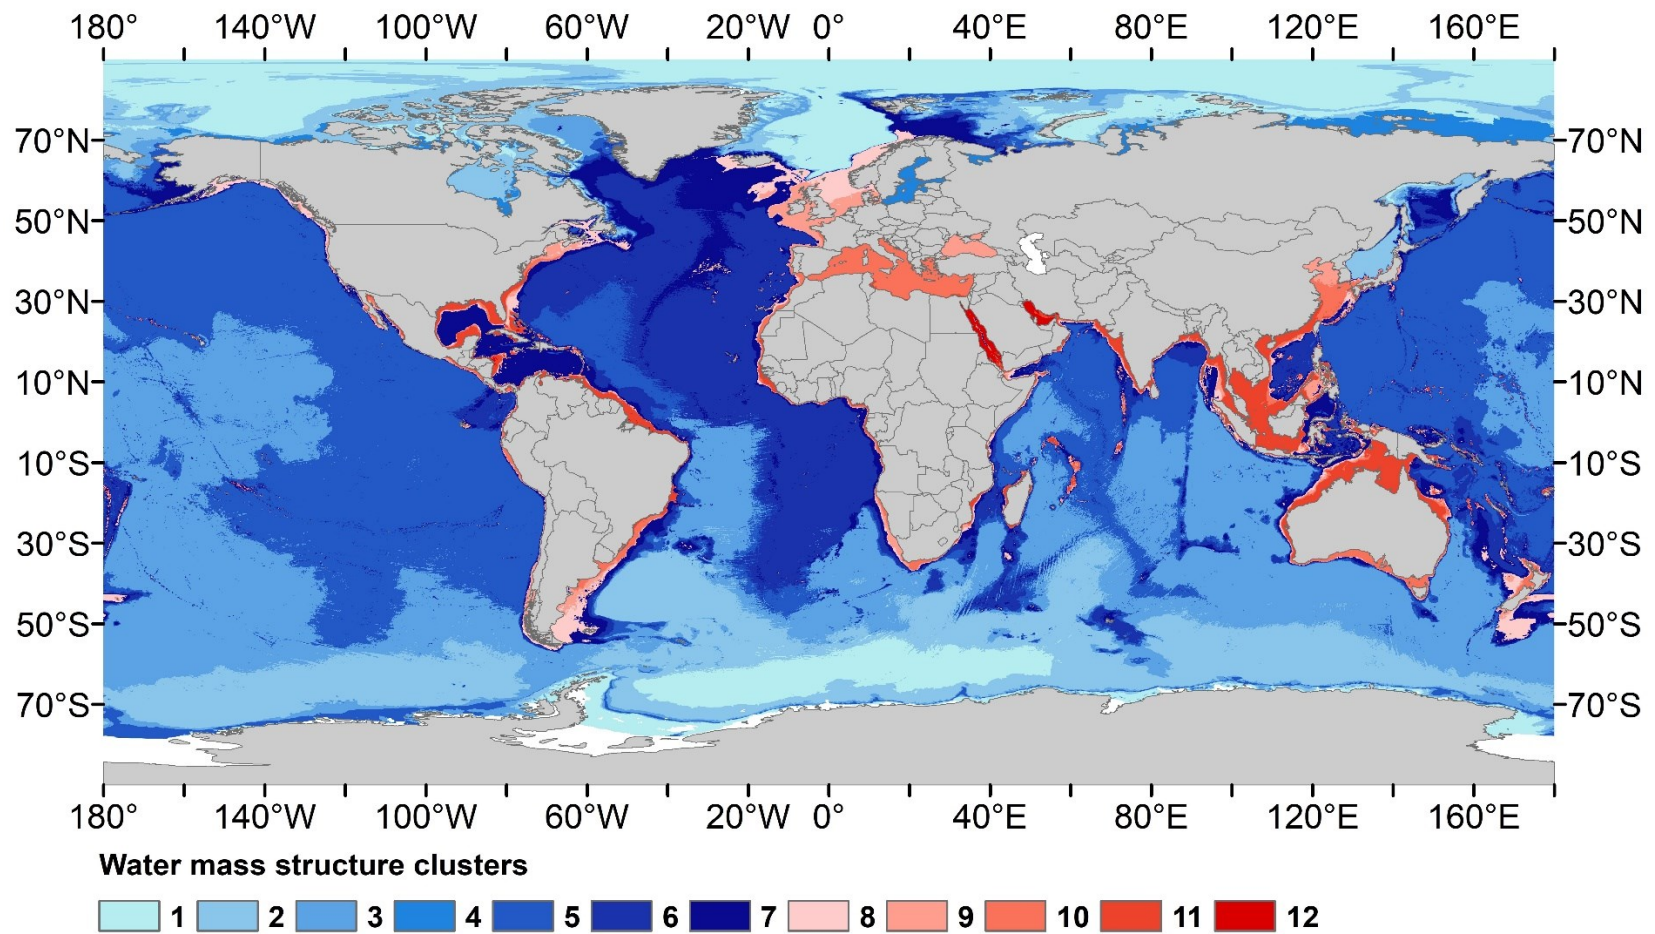 180° 140°W 100°W 60°W 20°W 0° 40°E 80°E 120°E 160°E
70°N 70°N
50°N 50°N
30°N 30°N
10°N 10°N
10°S 10°S
30°S 30°S
50°S 50°S
70°S 70°S
180° 140°W 100°W 60°W 20°W 0° 40°E 80°E 120°E 160°E
Water mass structure clusters
1 2 3 4 5 6 7 8 9 10 11 12